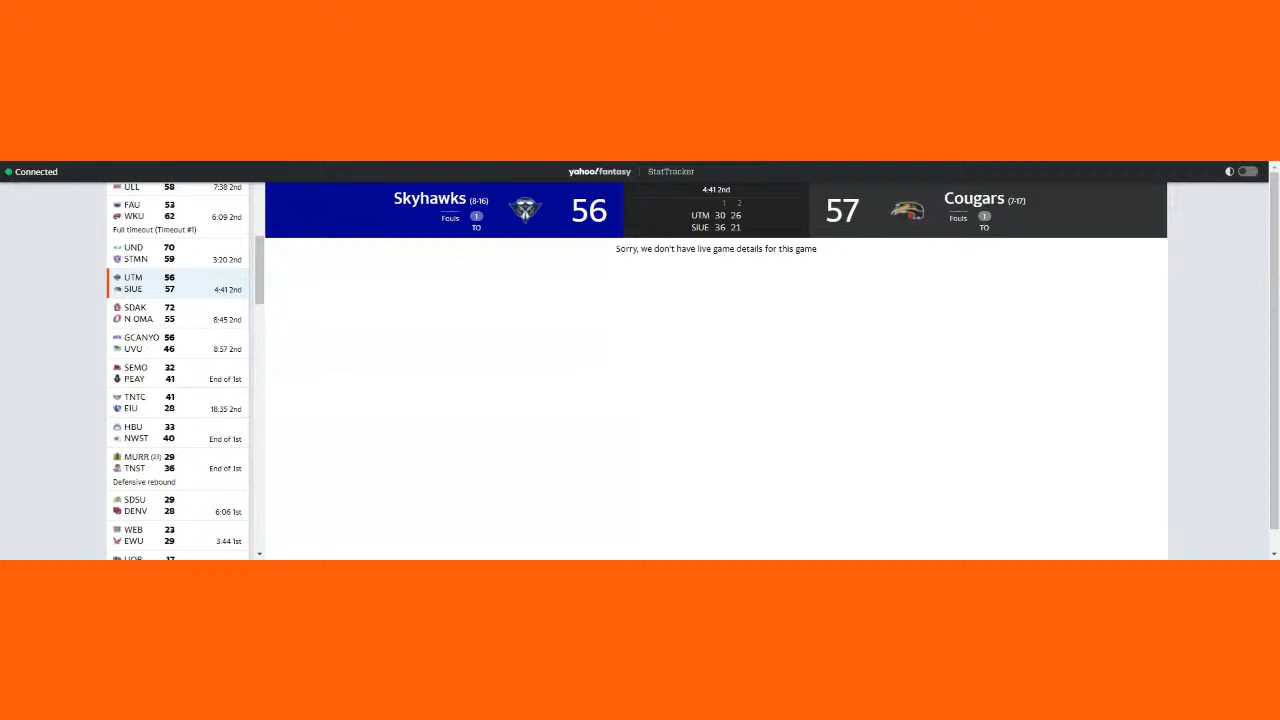 Connected
yahoo!fantasy StatTracker
ULL 58 7:38 2nd
FAU 53
WKU 62 6:09 2nd
Full timeout (Timeout #1)
UND 70
STMN 59 3:20 2nd
UTM 56
SIUE 57 4:41 2nd
SDAK 72
N OMA 55 8:45 2nd
GCANYO 56
UVU 46 8:57 2nd
SEMO 32
PEAY 41 End of 1st
TNTC 41
EIU 28 18:35 2nd
HBU 33
NWST 40 End of 1st
MURR (23) 29
TNST 36 End of 1st
Defensive rebound
SDSU 29
DENV 28 6:06 1st
WEB 23
EWU 29 3:44 1st
Skyhawks (8-16)
Fouls 1
TO
56
4:41 2nd
1 2
UTM 30 26
SIUE 36 21
57
Cougars (7-17)
Fouls 1
TO
Sorry, we don't have live game details for this game